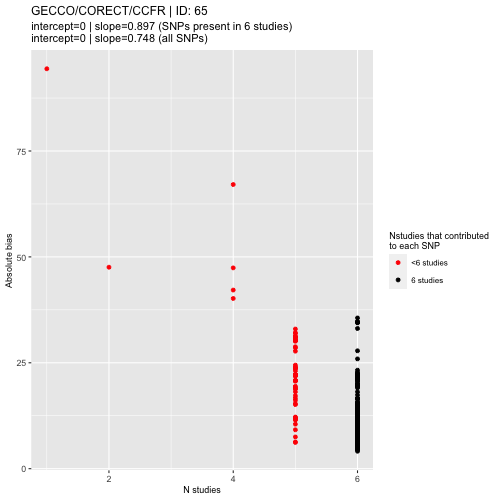 GECCO/CORECT/CCFR | ID: 65
intercept=0 | slope=0.897 (SNPs present in 6 studies)
intercept=0 | slope=0.748 (all SNPs)
75
50
25
0
Absolute bias
2
4
6
N studies
Nstudies that contributed
to each SNP
<6 studies
6 studies